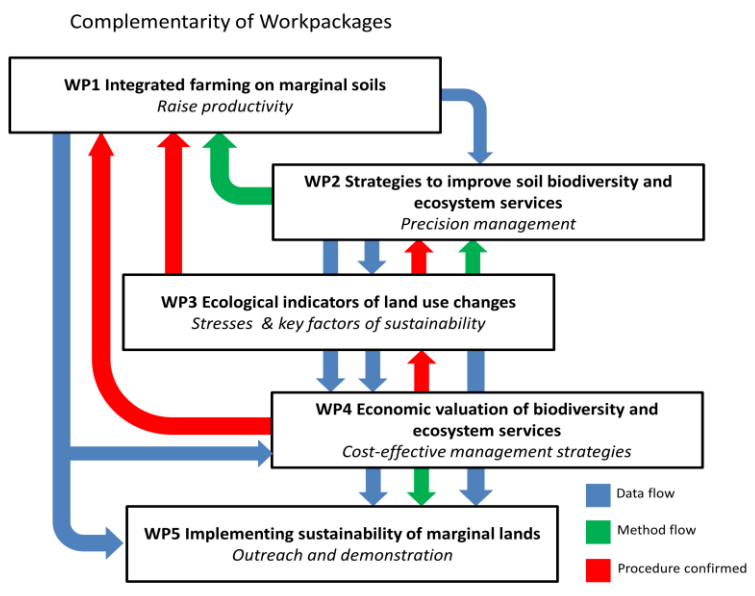 Complementarity of Workpackages
WP1 Integrated farming on marginal soils
Raise productivity
WP2 Strategies to improve soil biodiversity and
ecosystem services
Precision management
WP3 Ecological indicators of land use changes
Stresses & key factors of sustainability
WP4 Economic valuation of biodiversity and
ecosystem services
Cost-effective management strategies
WP5 Implementing sustainability of marginal lands
Outreach and demonstration
Data flow
Method flow
Procedure confirmed